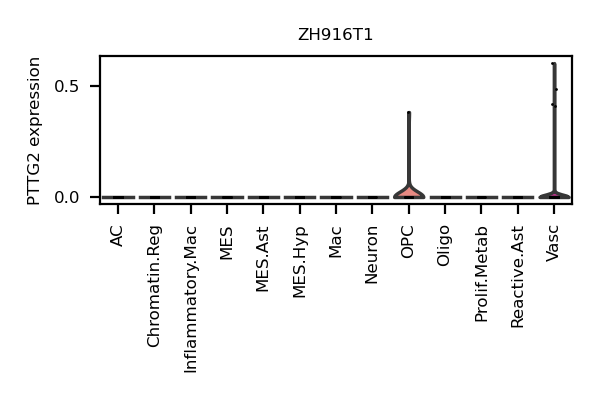 ZH916T1
PTTG2 expression
0.5
0.0
AC
Chromatin.Reg
Inflammatory.Mac
MES
MES.Ast
MES.Hyp
Mac
Neuron
OPC
Oligo
Prolif.Metab
Reactive.Ast
Vasc